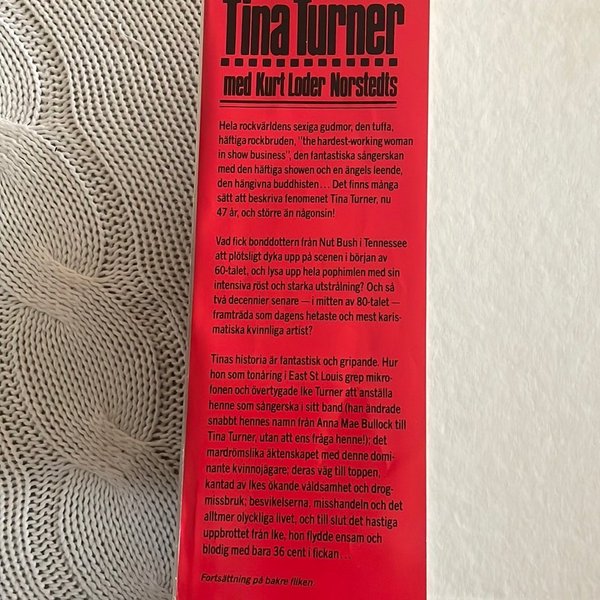 Tina Turner
med Kurt Loder Norstedts
Hela rockvärldens sexiga gudmor, den tuffa,
häftiga rockbruden, "the hardest-working woman
in show business", den fantastiska sångerskan
med den häftiga showen och en ängels leende,
den hängivna buddhisten... Det finns många
sätt att beskriva fenomenet Tina Turner, nu
47 år, och större än någonsin!
Vad fick bonddottern från Nut Bush i Tennessee
att plötsligt dyka upp på scenen i början av
60-talet, och lysa upp hela pophimlen med sin
intensiva röst och starka utstrålning? Och så
två decennier senare — i mitten av 80-talet —
framträda som dagens hetaste och mest karis-
matiska kvinnliga artist?
Tinas historia är fantastisk och gripande. Hur
hon som tonåring i East St Louis grep mikro-
fonen och övertygade Ike Turner att anställa
henne som sångerska i sitt band (han ändrade
snabbt hennes namn från Anna Mae Bullock till
Tina Turner, utan att ens fråga henne!); det
mardrömslika äktenskapet med denne domi-
nante kvinnojägare; deras väg till toppen,
kantad av Ikes ökande våldsamhet och drog-
missbruk; besvikelserna, misshandeln och det
alltmer olyckliga livet, och till slut det hastiga
uppbrottet från Ike, hon flydde ensam och
blodig med bara 36 cent i fickan...
Fortsättning på bakre fliken